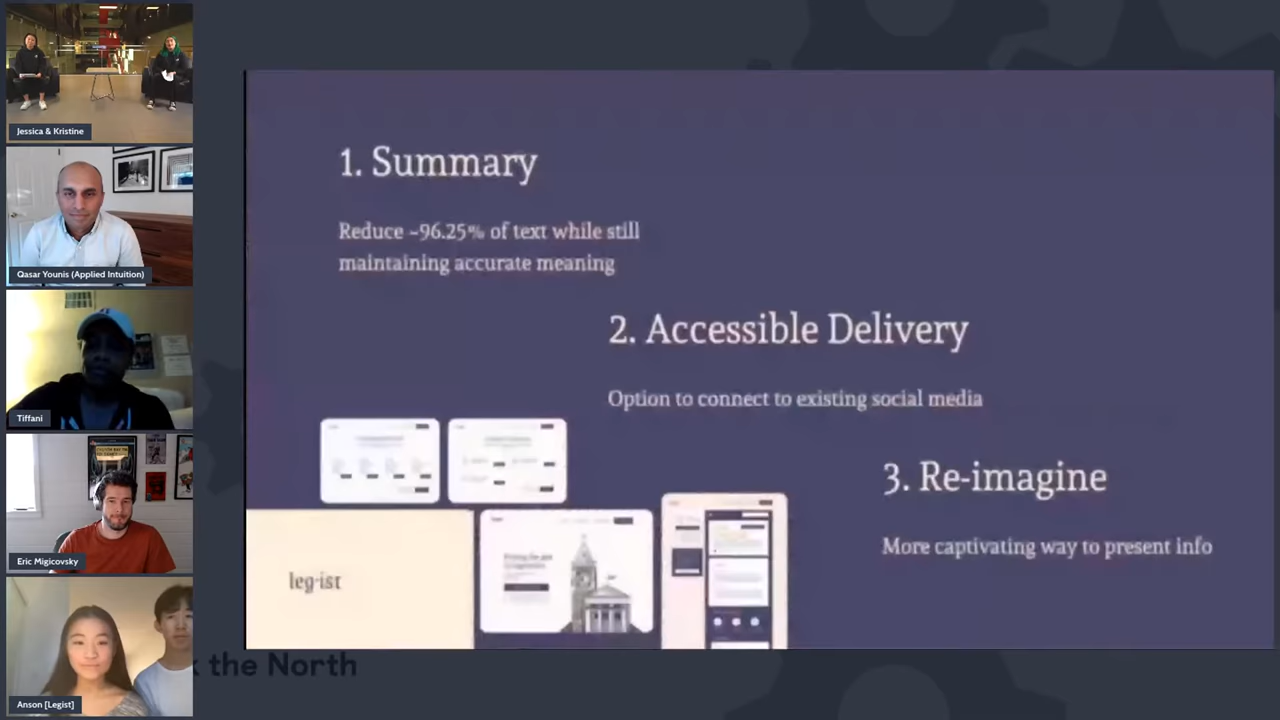 Jessica & Kristine
Qasar Younis (Applied Intuition)
Tiffani
Eric Migicovsky
Anson [Legist]
1. Summary
Reduce ~96.25% of text while still
maintaining accurate meaning
2. Accessible Delivery
Option to connect to existing social media
3. Re-imagine
More captivating way to present info
leg·ist
the North